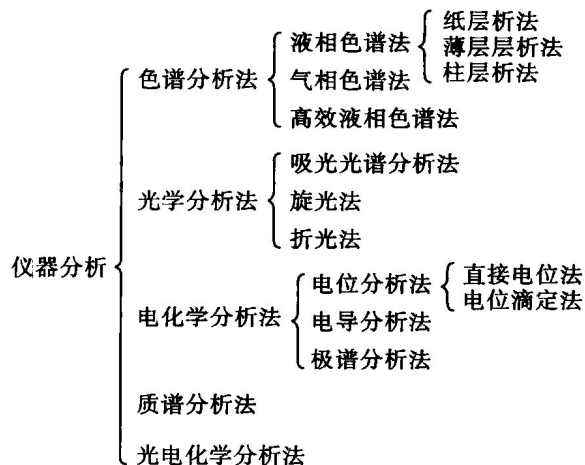 仪器分析
色谱分析法
液相色谱法
纸层析法
薄层层析法
柱层析法
气相色谱法
高效液相色谱法
光学分析法
吸光光谱分析法
旋光法
折光法
电化学分析法
电位分析法
直接电位法
电位滴定法
电导分析法
极谱分析法
质谱分析法
光电化学分析法